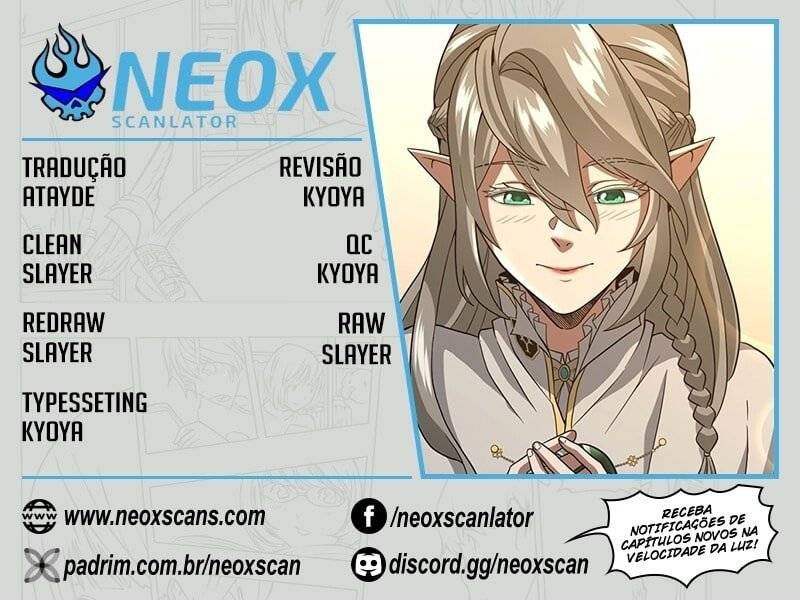 NEOX
SCANLATOR
TRADUÇÃO
ATAYDE
REVISÃO
KYOYA
CLEAN
SLAYER
QC
KYOYA
REDRAW
SLAYER
RAW
SLAYER
TYPESSETING
KYOYA
www
www.neoxscans.com
f /neoxscanlator
padrim.com.br/neoxscan
discord.gg/neoxscan
RECEBA
NOTIFICAÇÕES DE
CAPÍTULOS NOVOS NA
VELOCIDADE DA LUZ!